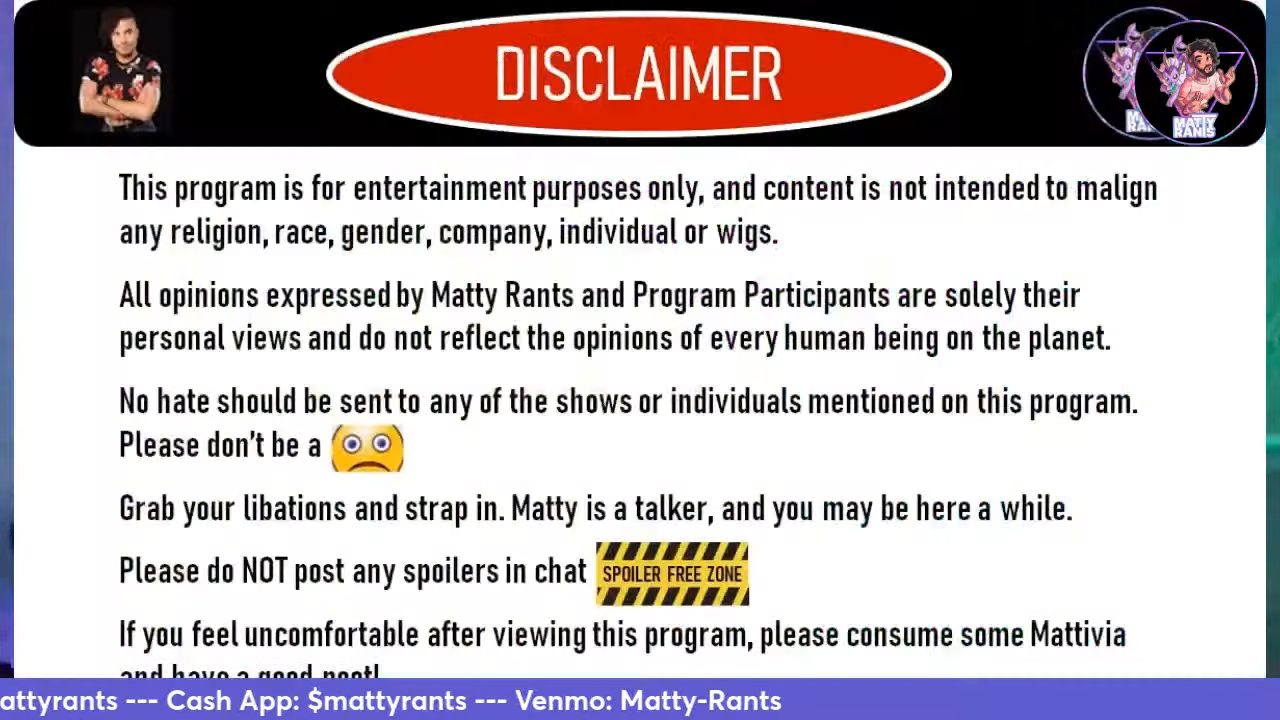 DISCLAIMER
MATTY
RANTS
This program is for entertainment purposes only, and content is not intended to malign
any religion, race, gender, company, individual or wigs.
All opinions expressed by Matty Rants and Program Participants are solely their
personal views and do not reflect the opinions of every human being on the planet.
No hate should be sent to any of the shows or individuals mentioned on this program.
Please don't be a
Grab your libations and strap in. Matty is a talker, and you may be here a while.
Please do NOT post any spoilers in chat
SPOILER FREE ZONE
If you feel uncomfortable after viewing this program, please consume some Mattivia
and have a good
attyrants --- Cash App: $mattyrants --- Venmo: Matty-Rants